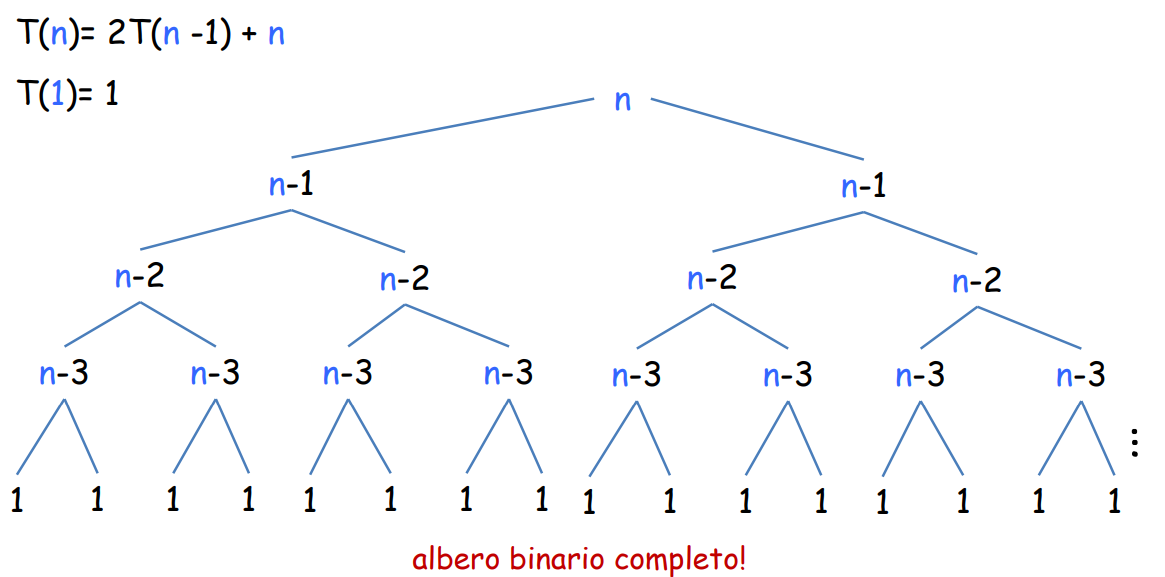 T(n)= 2T(n -1) + n
T(1)= 1
n
n-1 n-1
n-2 n-2 n-2 n-2
n-3 n-3 n-3 n-3 n-3 n-3 n-3 n-3
⋮
1 1 1 1 1 1 1 1 1 1 1 1 1 1 1 1
albero binario completo!